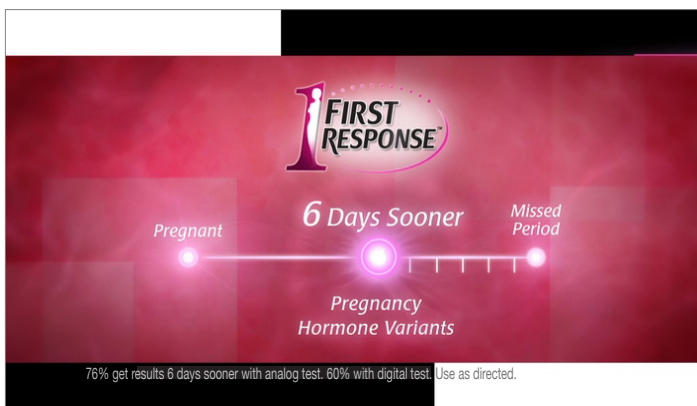 1 FIRST
RESPONSE™
6 Days Sooner
Missed
Period
Pregnant
Pregnancy
Hormone Variants
76% get results 6 days sooner with analog test. 60% with digital test. Use as directed.